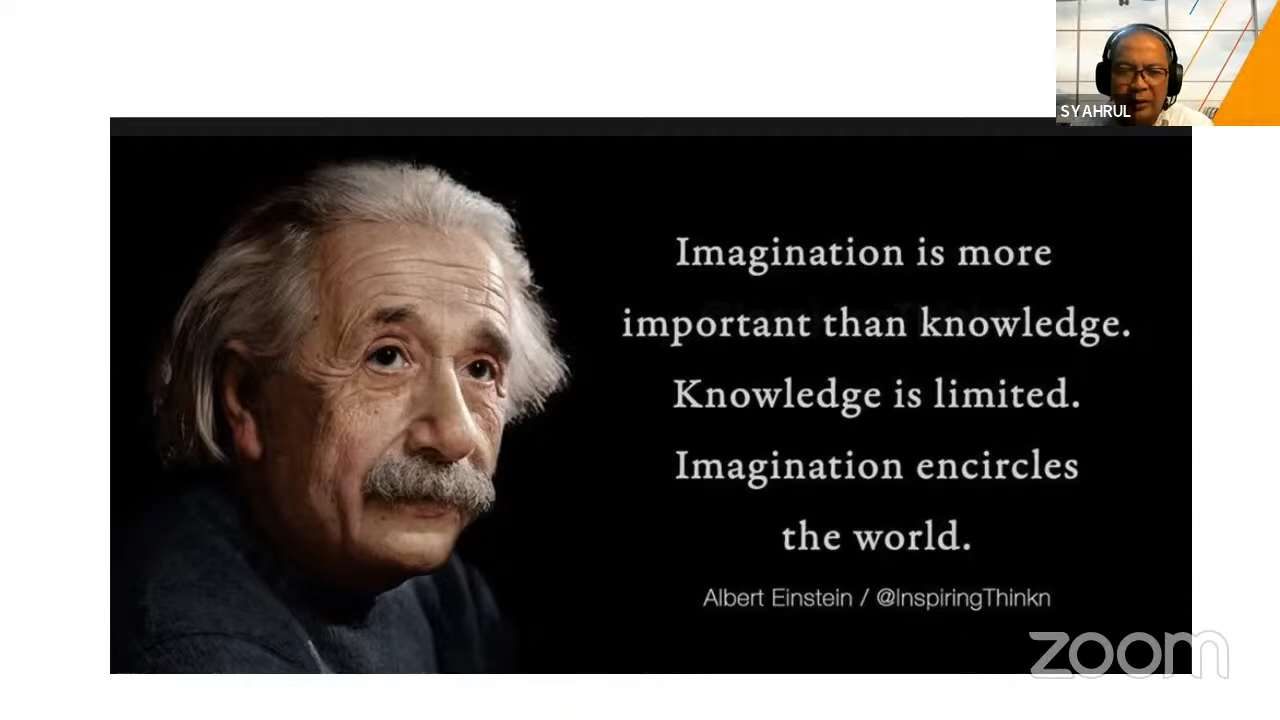 SYAHRUL
Imagination is more
important than knowledge.
Knowledge is limited.
Imagination encircles
the world.
Albert Einstein / @InspiringThinkn
zoom